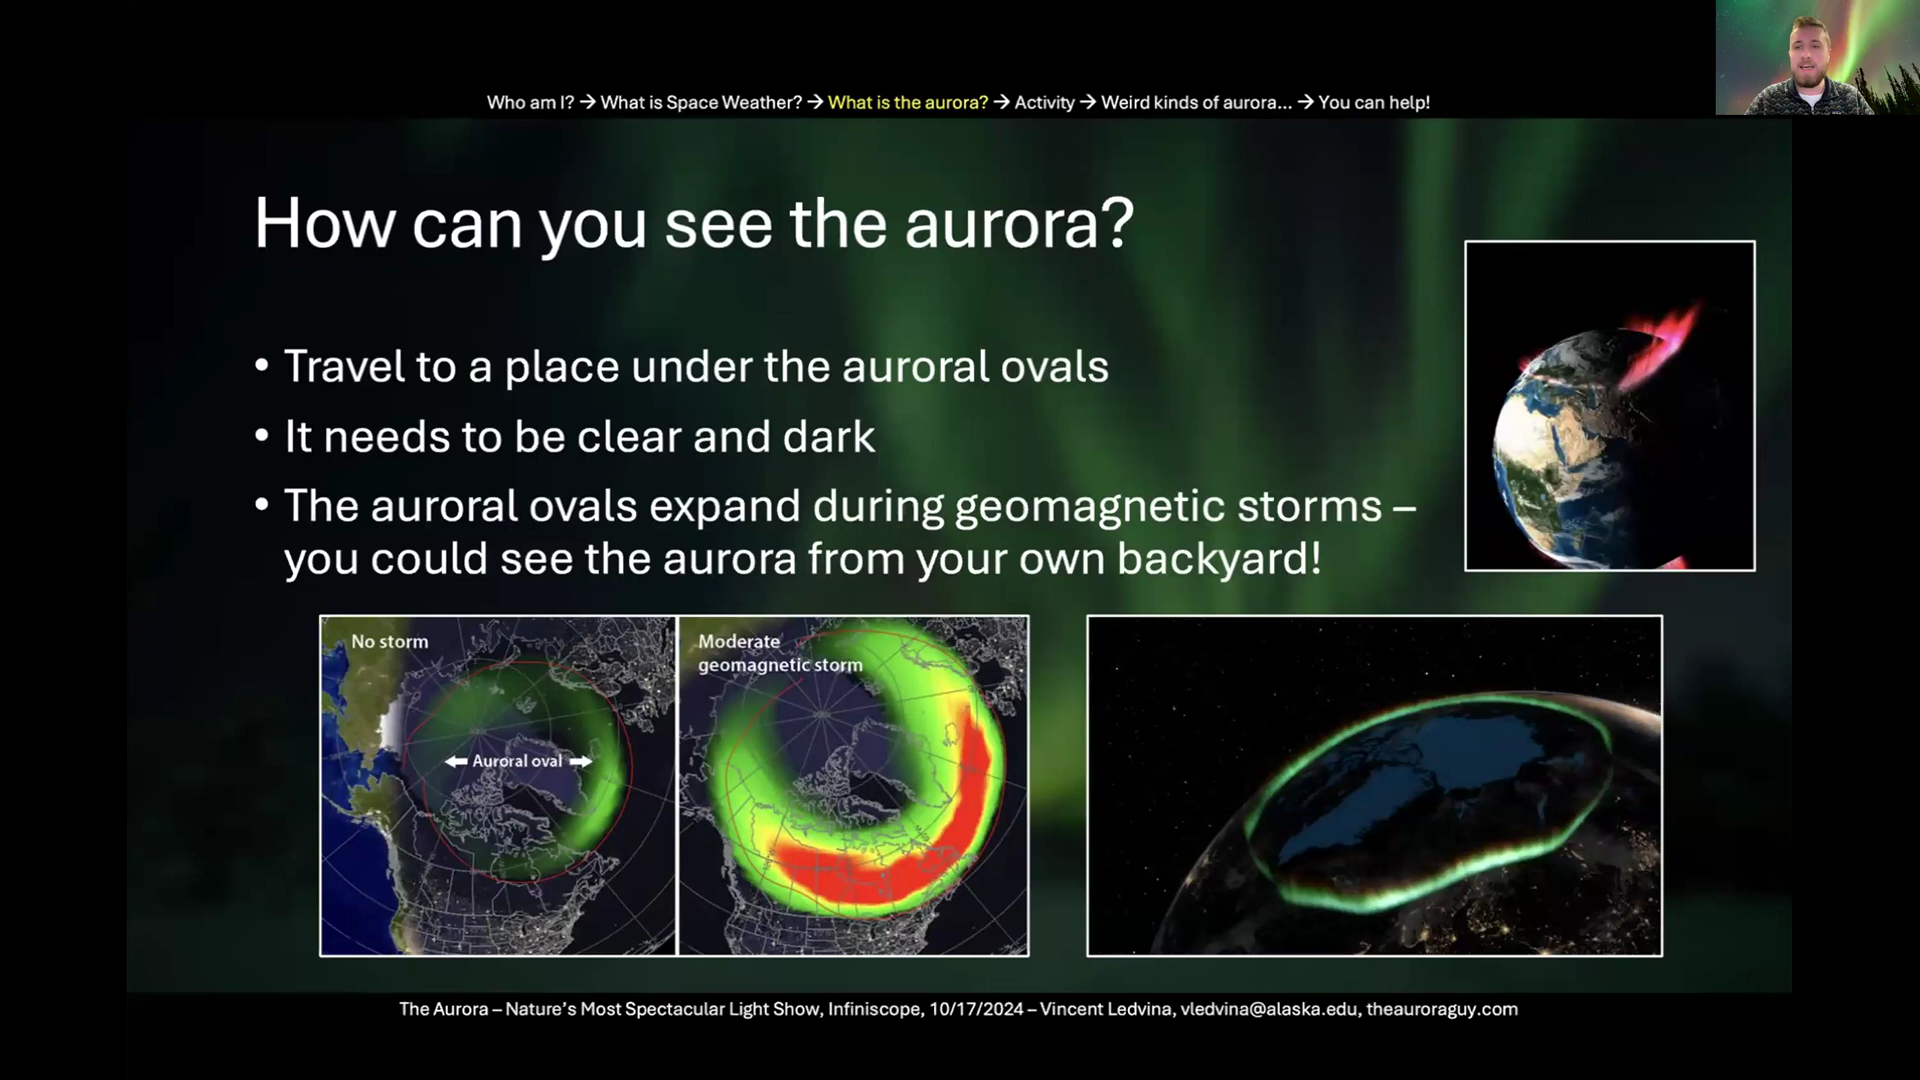 Who am I? → What is Space Weather? → What is the aurora? → Activity → Weird kinds of aurora... → You can help!
How can you see the aurora?
• Travel to a place under the auroral ovals
• It needs to be clear and dark
• The auroral ovals expand during geomagnetic storms –
you could see the aurora from your own backyard!
No storm
Auroral oval
Moderate
geomagnetic storm
The Aurora – Nature's Most Spectacular Light Show, Infiniscope, 10/17/2024 – Vincent Ledvina, vledvina@alaska.edu, theauroraguy.com